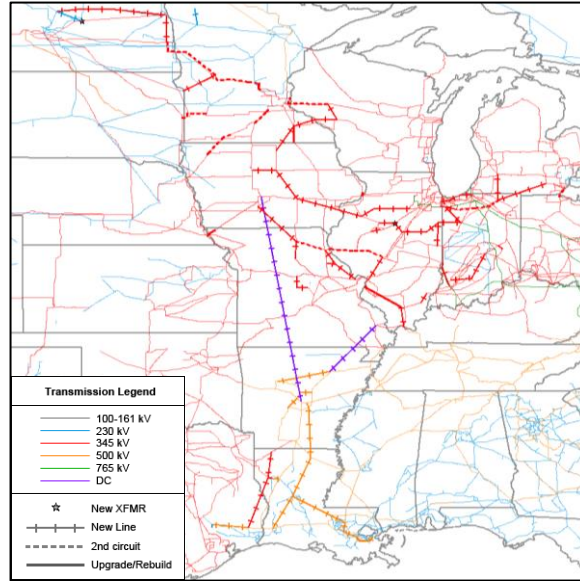 Transmission Legend
100-161 kV
230 kV
345 kV
500 kV
765 kV
DC
New XFMR
New Line
2nd circuit
Upgrade/Rebuild